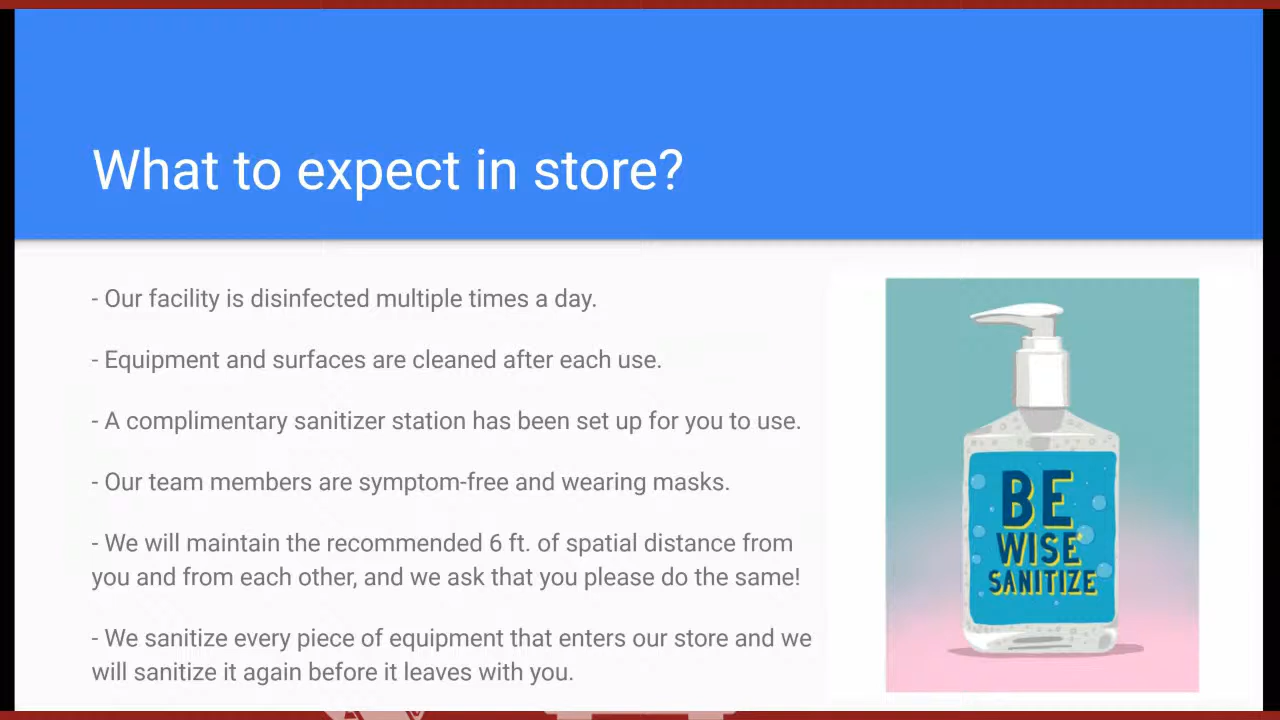 What to expect in store?
- Our facility is disinfected multiple times a day.
- Equipment and surfaces are cleaned after each use.
- A complimentary sanitizer station has been set up for you to use.
- Our team members are symptom-free and wearing masks.
- We will maintain the recommended 6 ft. of spatial distance from
you and from each other, and we ask that you please do the same!
- We sanitize every piece of equipment that enters our store and we
will sanitize it again before it leaves with you.
BE
WISE
SANITIZE